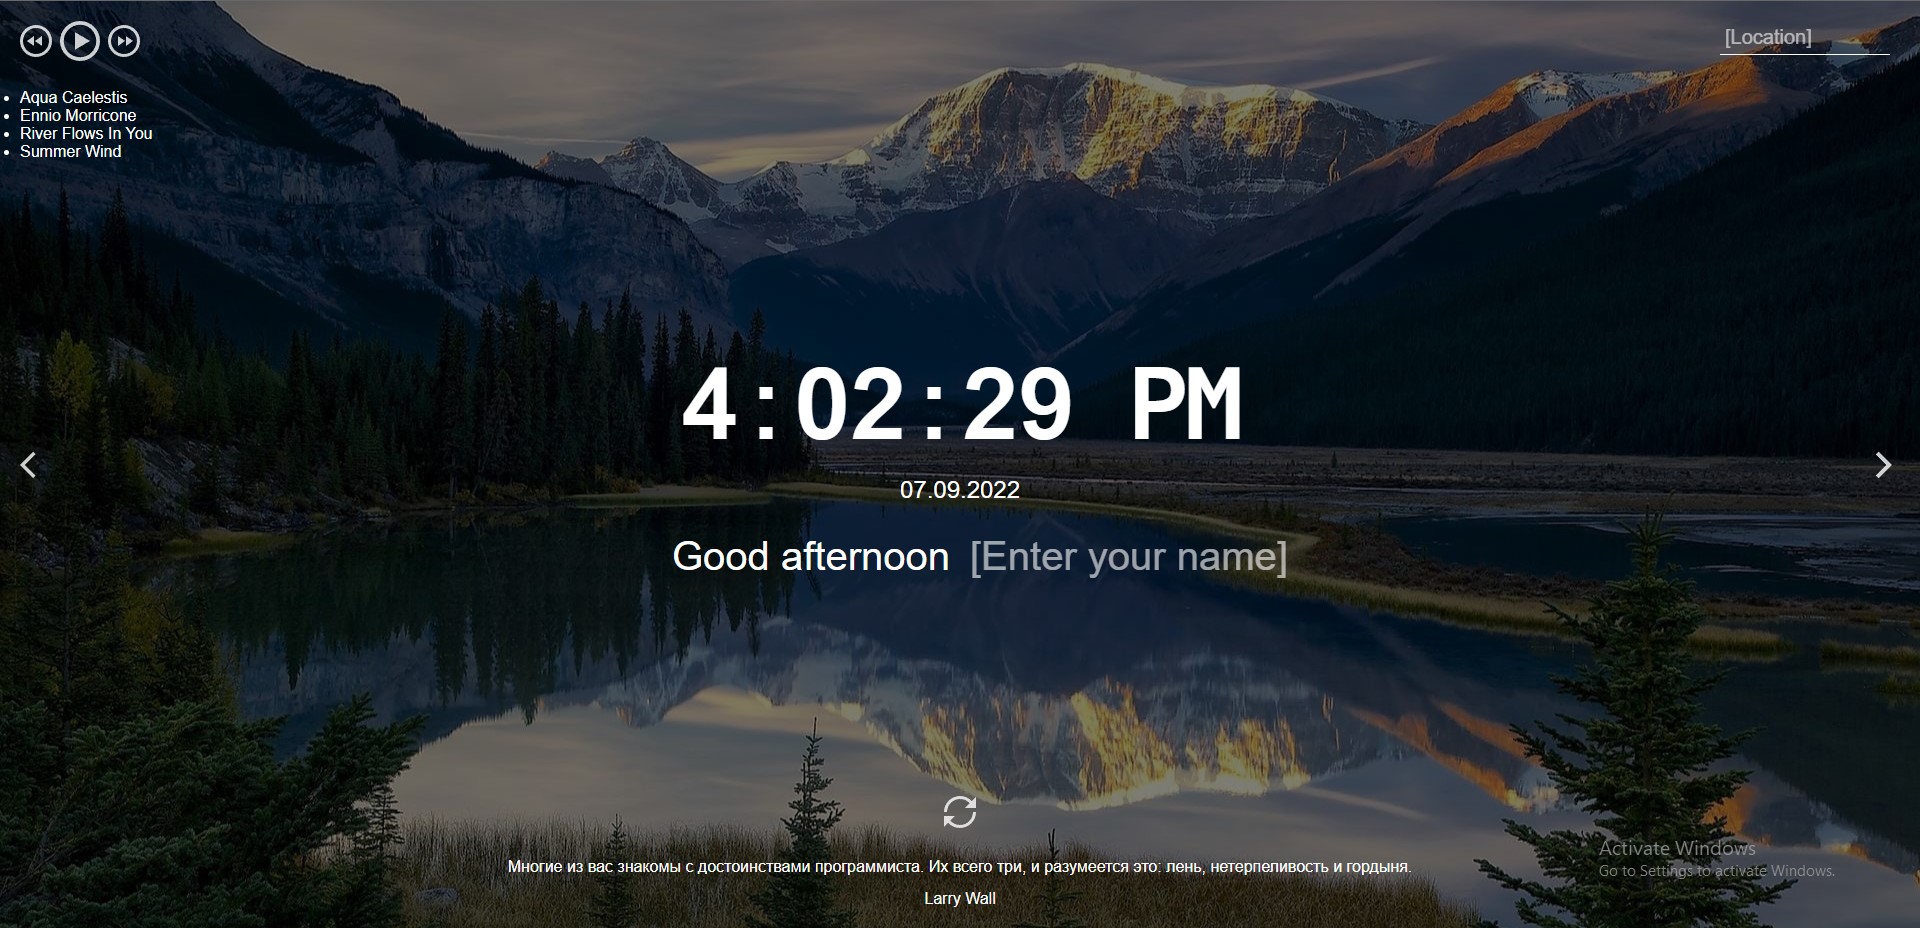 [Location]
Aqua Caelestis
Ennio Morricone
River Flows In You
Summer Wind
4:02:29 PM
07.09.2022
Good afternoon [Enter your name]
Многие из вас знакомы с достоинствами программиста. Их всего три, и разумеется это: лень, нетерпеливость и гордыня.
Larry Wall
Activate Windows
Go to Settings to activate Windows.